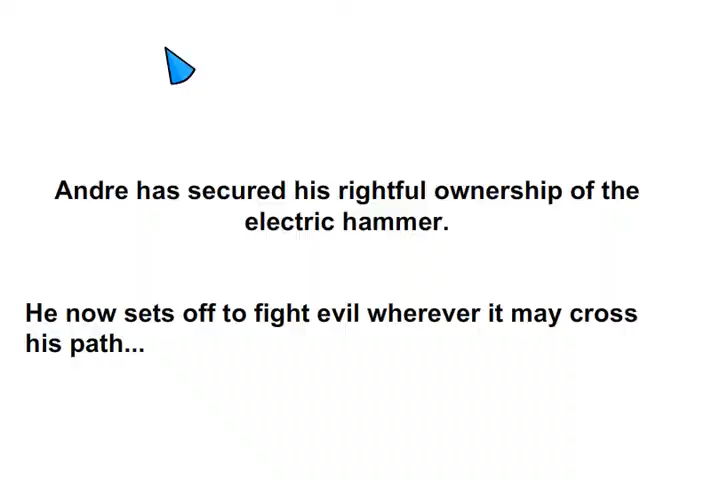 Andre has secured his rightful ownership of the
electric hammer.
He now sets off to fight evil wherever it may cross
his path...